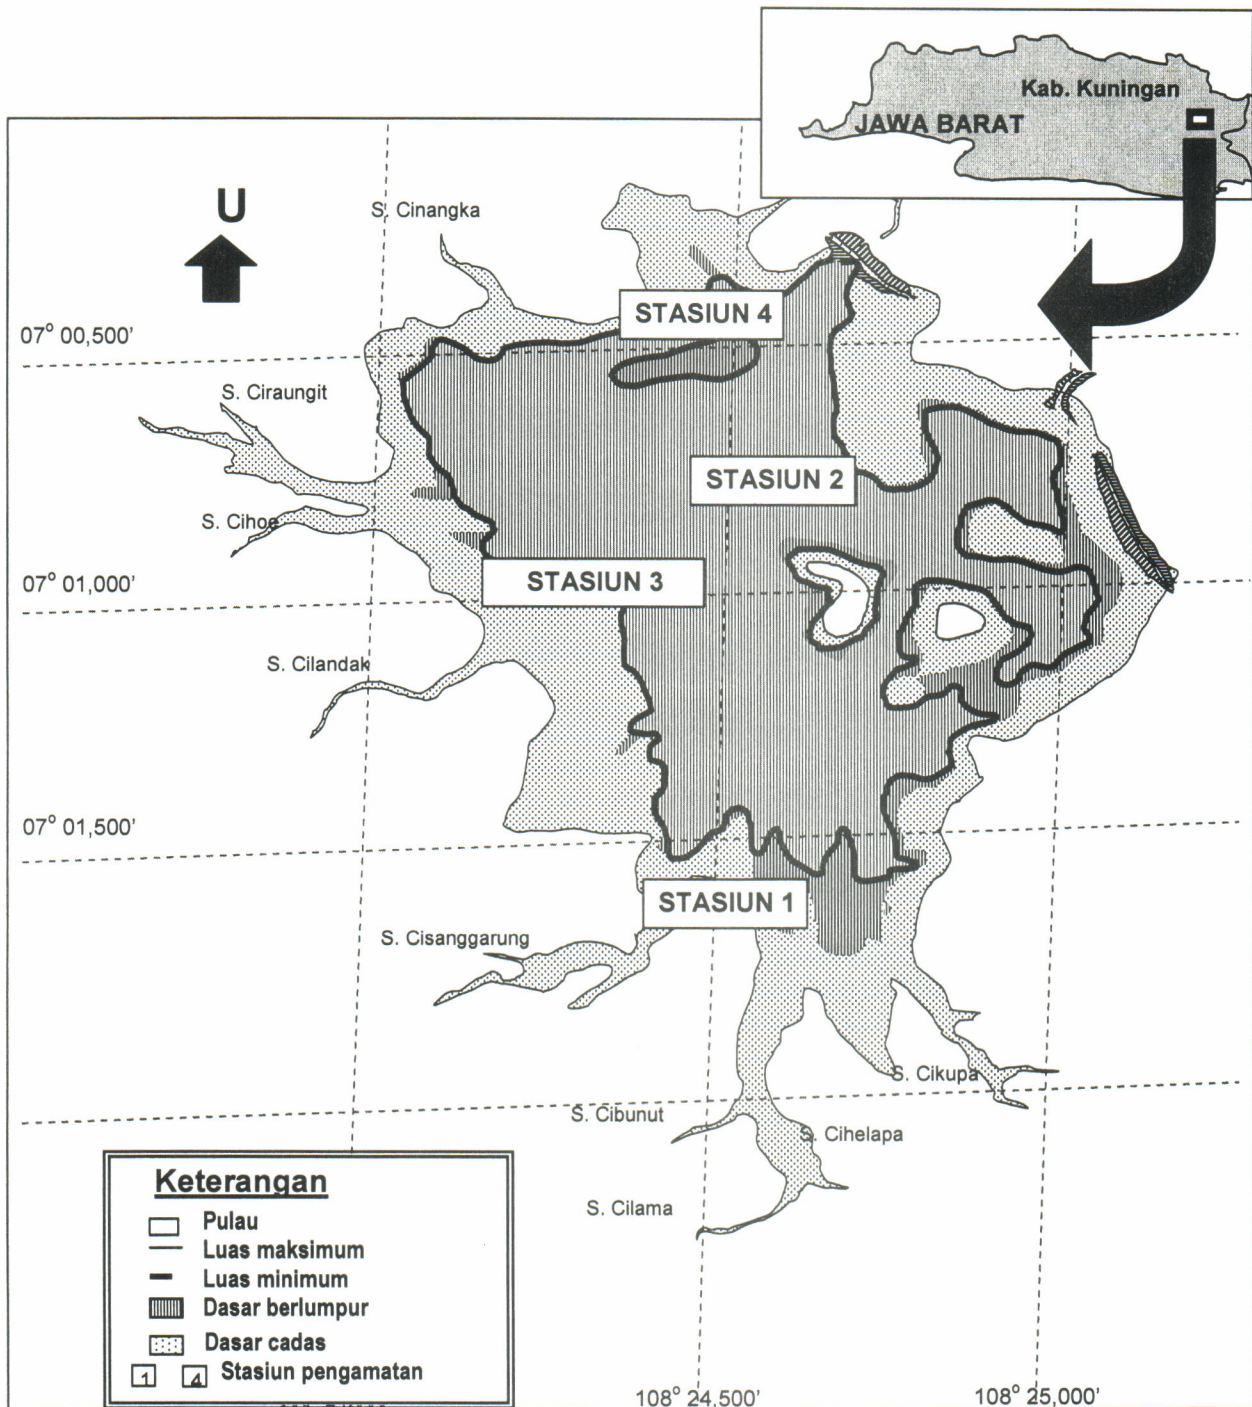 Kab. Kuningan
JAWA BARAT
U
S. Cinangka
STASIUN 4
07° 00,500'
S. Ciraungit
STASIUN 2
S. Cihoe
STASIUN 3
07° 01,000'
S. Cilandak
07° 01,500'
STASIUN 1
S. Cisanggarung
S. Cikupa
S. Cibunut
S. Cihelapa
S. Cilama
Keterangan
Pulau
Luas maksimum
Luas minimum
Dasar berlumpur
Dasar cadas
1 4 Stasiun pengamatan
108° 24,500'
108° 25,000'